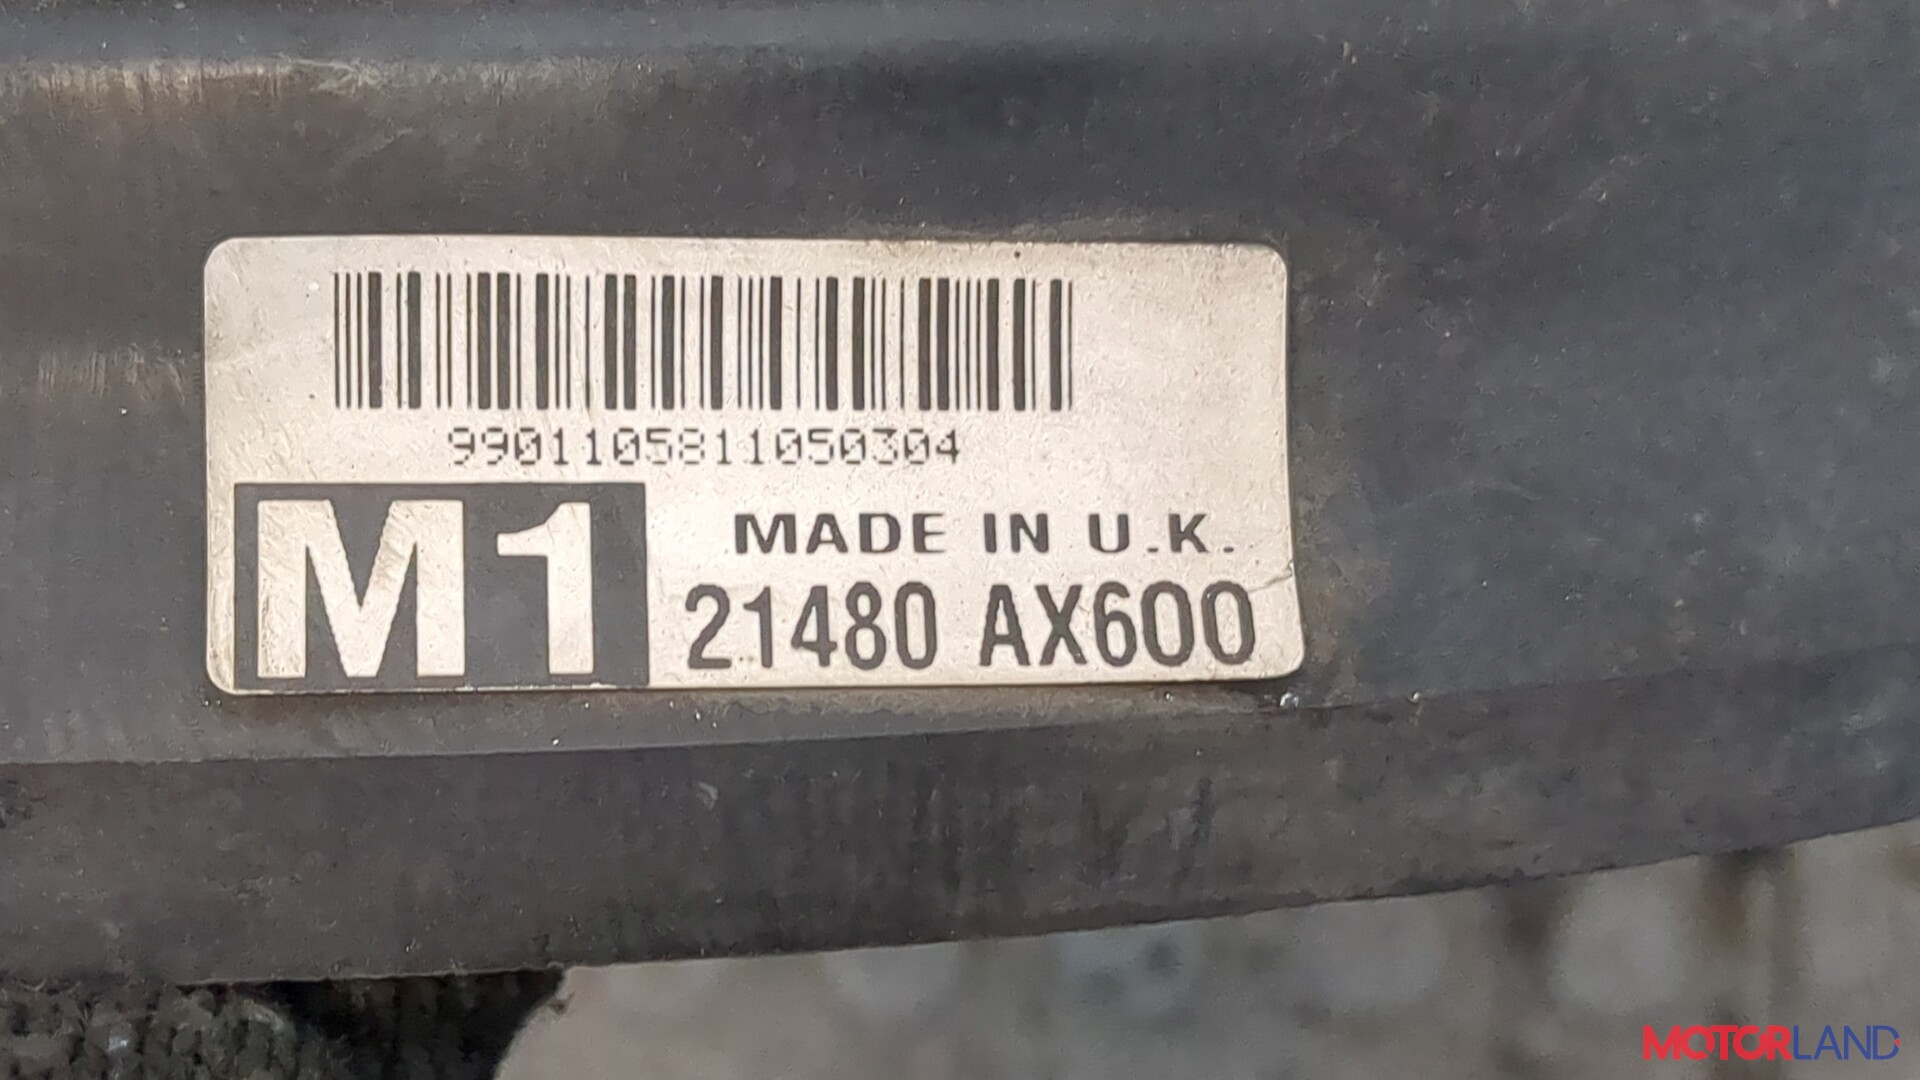 9901105811050304
M1
MADE IN U.K.
21480 AX600
MOTORLAND